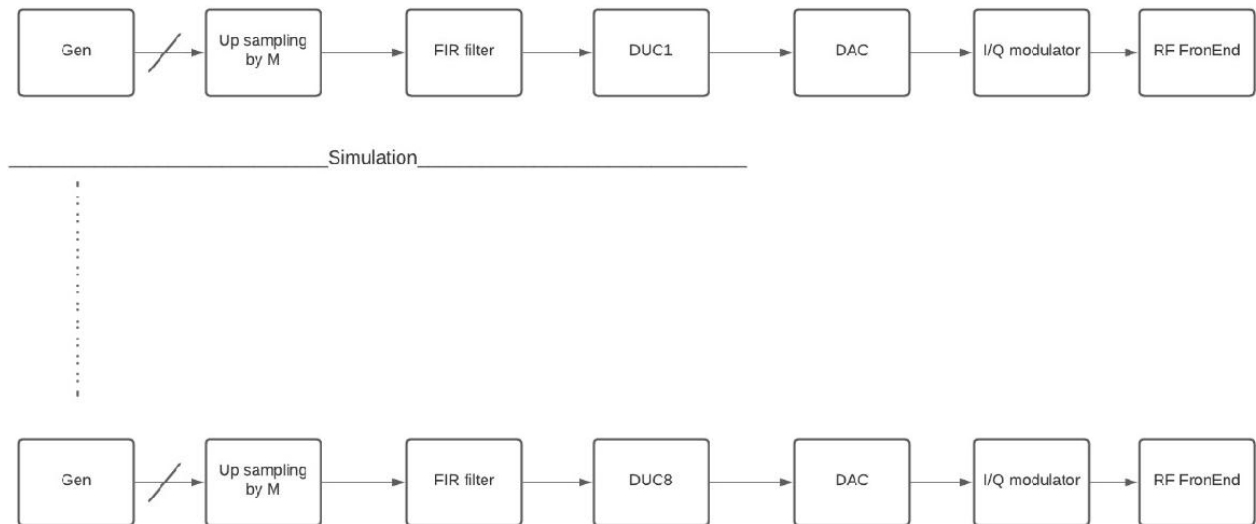 Gen
Up sampling
by M
FIR filter
DUC1
DAC
I/Q modulator
RF FronEnd
Simulation
Gen
Up sampling
by M
FIR filter
DUC8
DAC
I/Q modulator
RF FronEnd